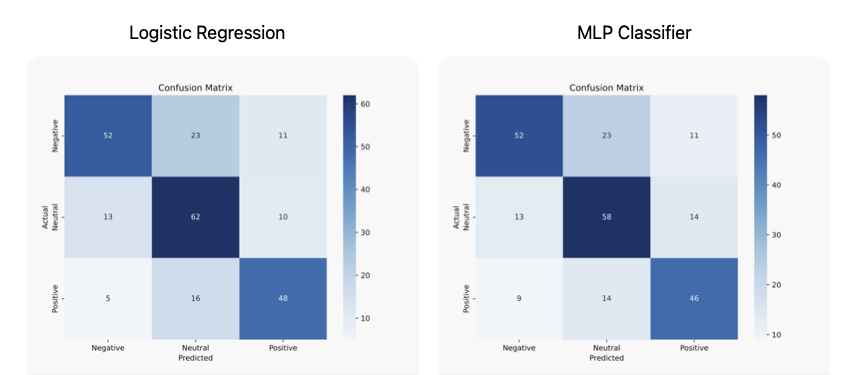 Logistic Regression
MLP Classifier
Confusion Matrix
Negative
52 23 11
Actual
Neutral
13 62 10
Positive
5 16 48
Negative Neutral Positive
Predicted
60
50
40
30
20
10
Confusion Matrix
Negative
52 23 11
Actual
Neutral
13 58 14
Positive
9 14 46
Negative Neutral Positive
Predicted
50
40
30
20
10